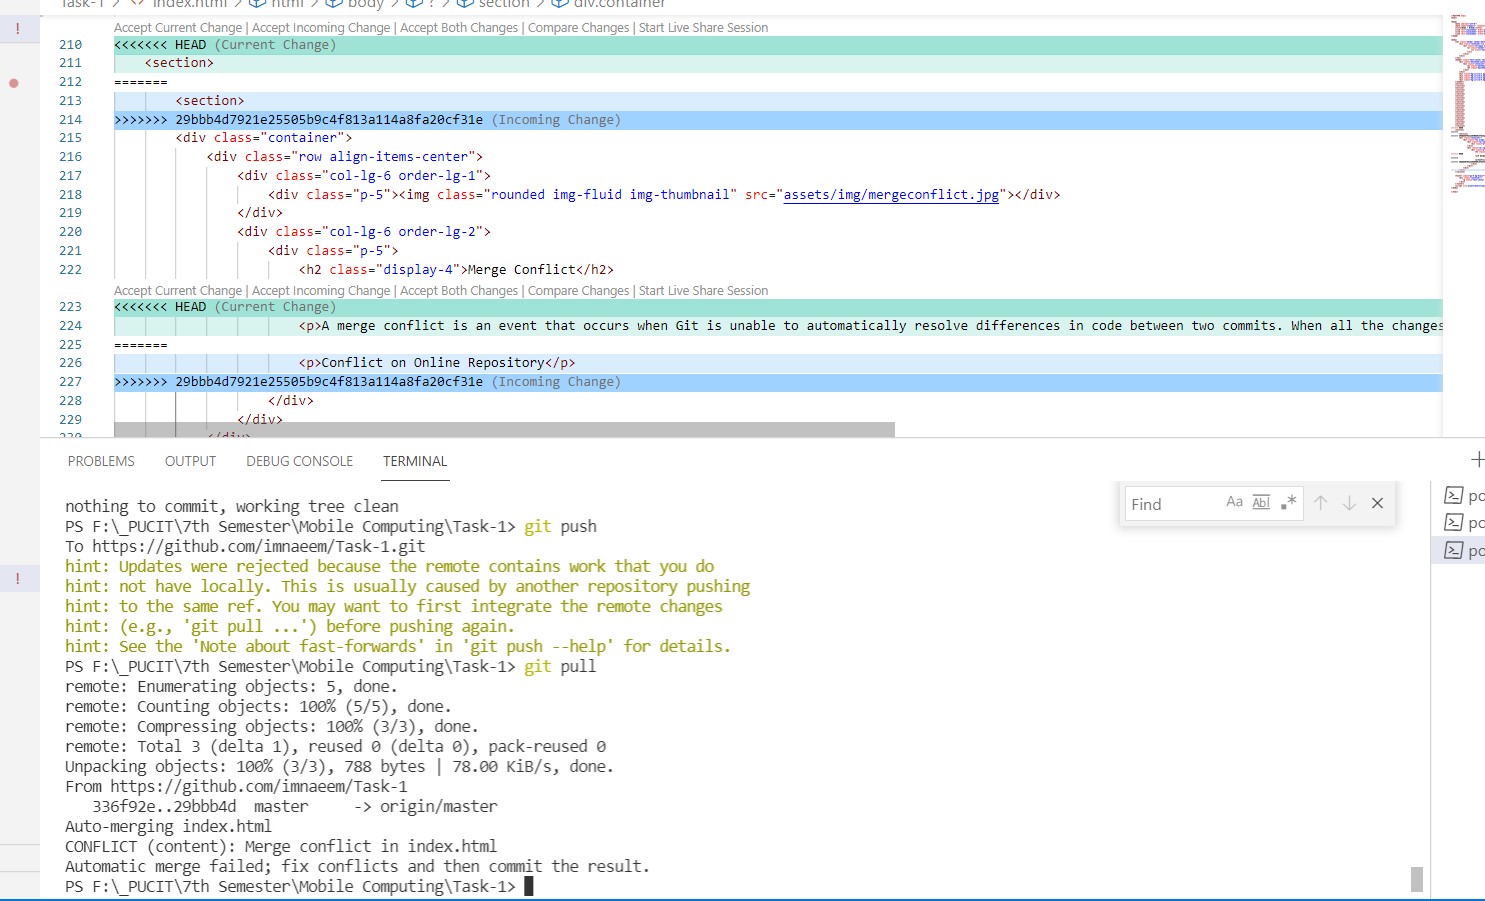 Task-1 > <> index.html > html > body > ? > section > div.container
Accept Current Change | Accept Incoming Change | Accept Both Changes | Compare Changes | Start Live Share Session
210 <<<<<<< HEAD (Current Change)
211 <section>
212 =======
213 <section>
214 >>>>>>> 29bbb4d7921e25505b9c4f813a114a8fa20cf31e (Incoming Change)
215 <div class="container">
216 <div class="row align-items-center">
217 <div class="col-lg-6 order-lg-1">
218 <div class="p-5"><img class="rounded img-fluid img-thumbnail" src="assets/img/mergeconflict.jpg"></div>
219 </div>
220 <div class="col-lg-6 order-lg-2">
221 <div class="p-5">
222 <h2 class="display-4">Merge Conflict</h2>
Accept Current Change | Accept Incoming Change | Accept Both Changes | Compare Changes | Start Live Share Session
223 <<<<<<< HEAD (Current Change)
224 <p>A merge conflict is an event that occurs when Git is unable to automatically resolve differences in code between two commits. When all the changes
225 =======
226 <p>Conflict on Online Repository</p>
227 >>>>>>> 29bbb4d7921e25505b9c4f813a114a8fa20cf31e (Incoming Change)
228 </div>
229 </div>
230 </div>
PROBLEMS OUTPUT DEBUG CONSOLE TERMINAL
Find Aa Abl .*
nothing to commit, working tree clean
PS F:\_PUCIT\7th Semester\Mobile Computing\Task-1> git push
To https://github.com/imnaeem/Task-1.git
hint: Updates were rejected because the remote contains work that you do
hint: not have locally. This is usually caused by another repository pushing
hint: to the same ref. You may want to first integrate the remote changes
hint: (e.g., 'git pull ...') before pushing again.
hint: See the 'Note about fast-forwards' in 'git push --help' for details.
PS F:\_PUCIT\7th Semester\Mobile Computing\Task-1> git pull
remote: Enumerating objects: 5, done.
remote: Counting objects: 100% (5/5), done.
remote: Compressing objects: 100% (3/3), done.
remote: Total 3 (delta 1), reused 0 (delta 0), pack-reused 0
Unpacking objects: 100% (3/3), 788 bytes | 78.00 KiB/s, done.
From https://github.com/imnaeem/Task-1
336f92e..29bbb4d master -> origin/master
Auto-merging index.html
CONFLICT (content): Merge conflict in index.html
Automatic merge failed; fix conflicts and then commit the result.
PS F:\_PUCIT\7th Semester\Mobile Computing\Task-1>
po
po
po